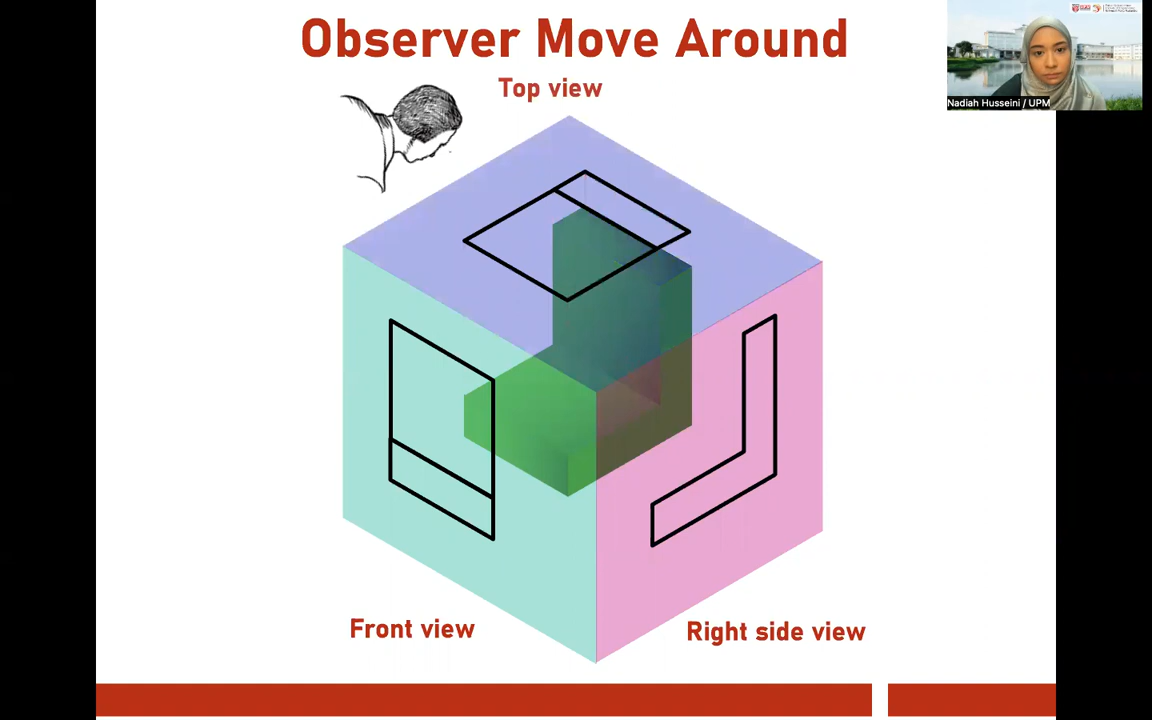 Observer Move Around
Top view
Nadiah Husseini / UPM
Front view
Right side view